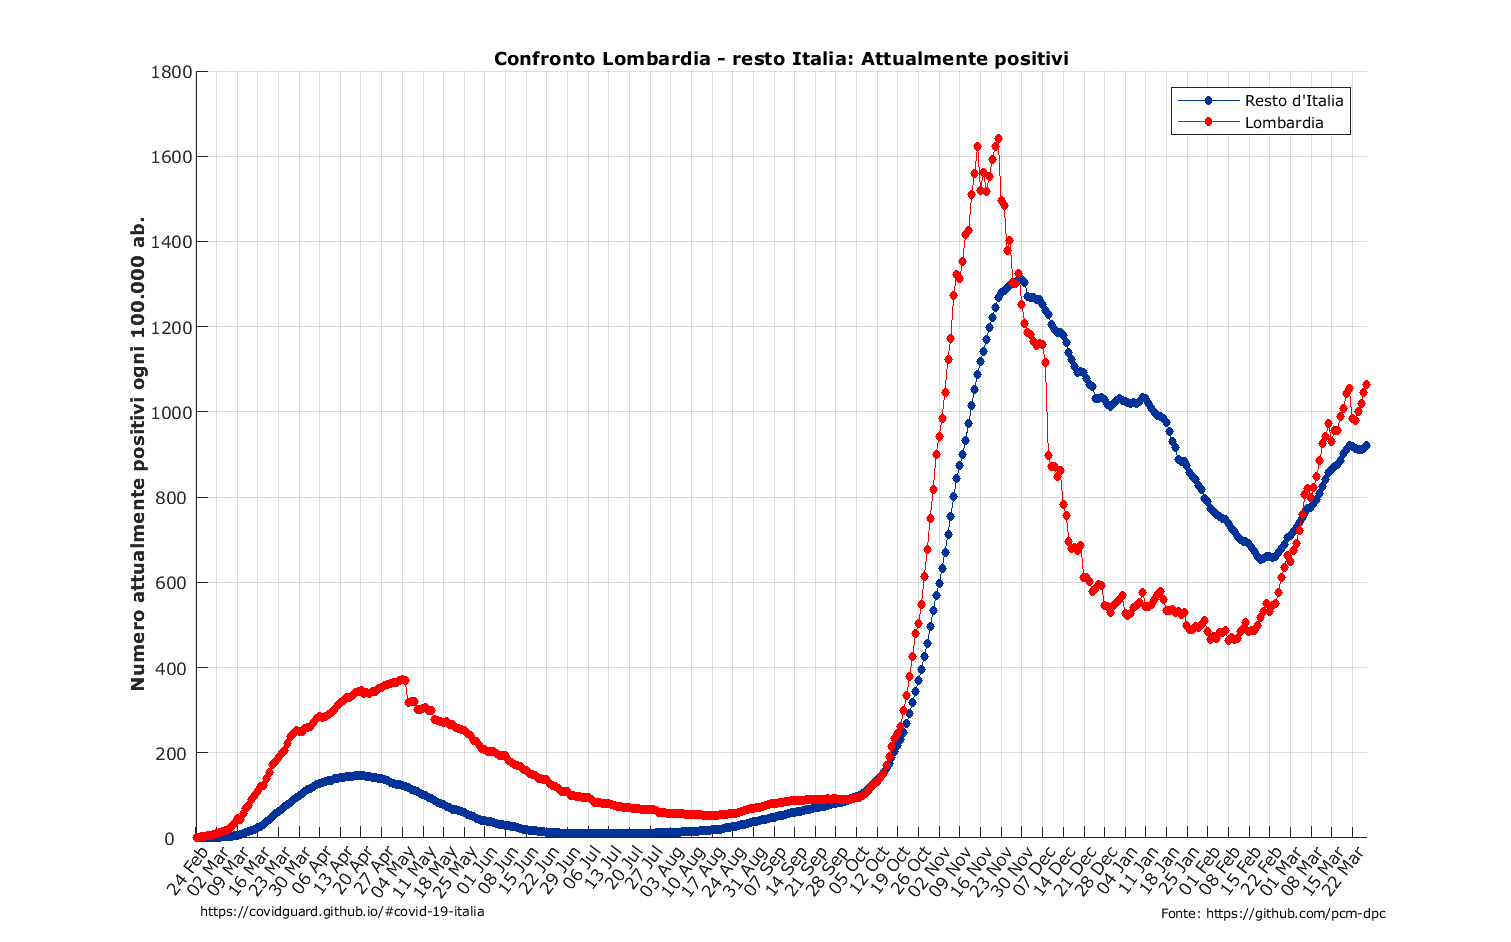 Confronto Lombardia - resto Italia: Attualmente positivi
Resto d'Italia
Lombardia
Numero attualmente positivi ogni 100.000 ab.
1800
1600
1400
1200
1000
800
600
400
200
0
24 Feb
02 Mar
09 Mar
16 Mar
23 Mar
30 Mar
06 Apr
13 Apr
20 Apr
27 Apr
04 May
11 May
18 May
25 May
01 Jun
08 Jun
15 Jun
22 Jun
29 Jun
06 Jul
13 Jul
20 Jul
27 Jul
03 Aug
10 Aug
17 Aug
24 Aug
31 Aug
07 Sep
14 Sep
21 Sep
28 Sep
05 Oct
12 Oct
19 Oct
26 Oct
02 Nov
09 Nov
16 Nov
23 Nov
30 Nov
07 Dec
14 Dec
21 Dec
28 Dec
04 Jan
11 Jan
18 Jan
25 Jan
01 Feb
08 Feb
15 Feb
22 Feb
01 Mar
08 Mar
15 Mar
22 Mar
https://covidguard.github.io/#covid-19-italia
Fonte: https://github.com/pcm-dpc